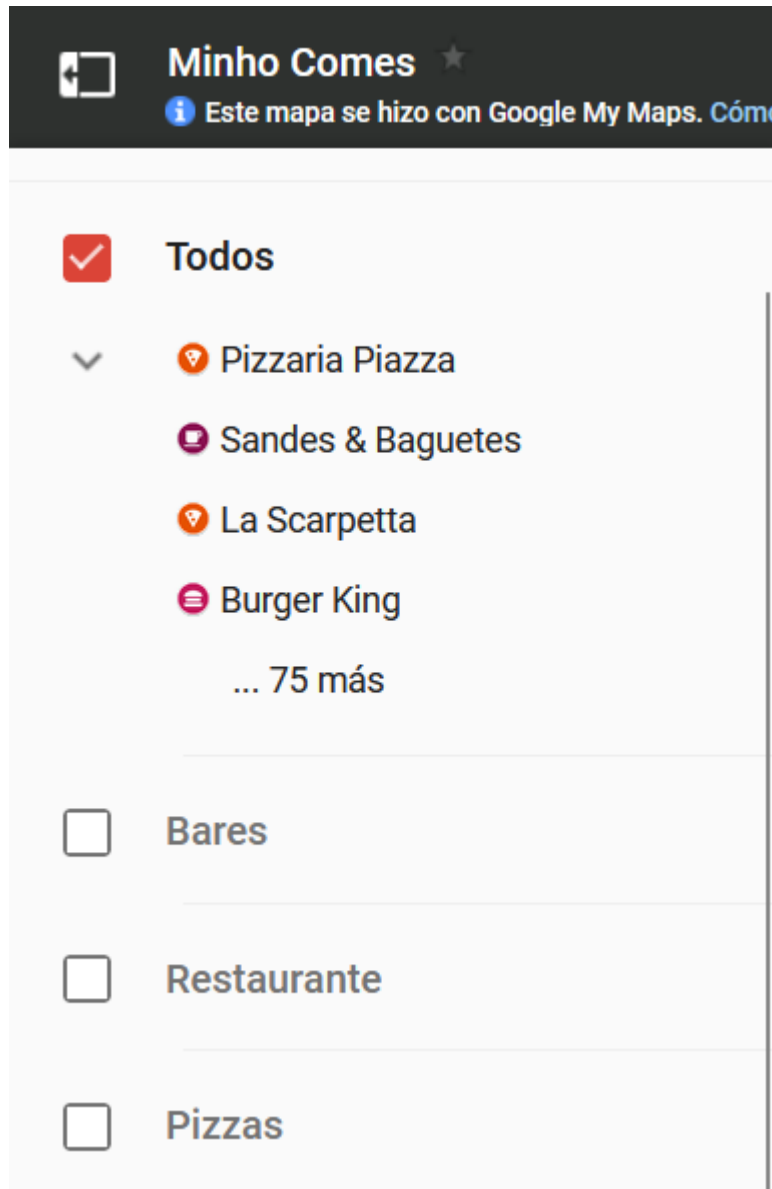 Minho Comes
Este mapa se hizo con Google My Maps. Cómo
Todos
Pizzaria Piazza
Sandes & Baguetes
La Scarpetta
Burger King
... 75 más
Bares
Restaurante
Pizzas